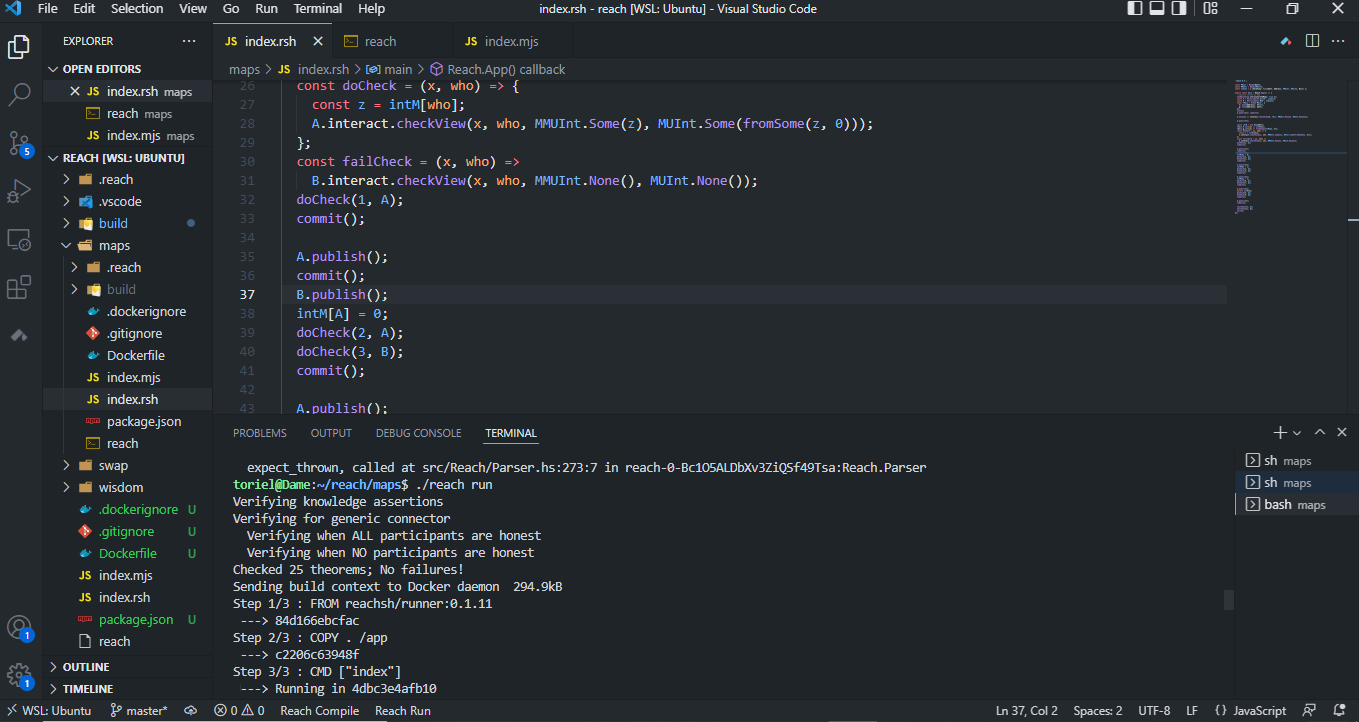 File Edit Selection View Go Run Terminal Help index.rsh - reach [WSL: Ubuntu] - Visual Studio Code
EXPLORER
OPEN EDITORS
JS index.rsh maps
reach maps
JS index.mjs maps
REACH [WSL: UBUNTU]
.reach
.vscode
build
maps
.reach
build
.dockerignore
.gitignore
Dockerfile
JS index.mjs
JS index.rsh
package.json
reach
swap
wisdom
.dockerignore U
.gitignore U
Dockerfile U
JS index.mjs
JS index.rsh
package.json U
reach
OUTLINE
TIMELINE
5
1
1
JS index.rsh reach JS index.mjs
maps > JS index.rsh > main > Reach.App() callback
26 const doCheck = (x, who) => {
27 const z = intM[who];
28 A.interact.checkView(x, who, MMUInt.Some(z), MUInt.Some(fromSome(z, 0)));
29 };
30 const failCheck = (x, who) =>
31 B.interact.checkView(x, who, MMUInt.None(), MUInt.None());
32 doCheck(1, A);
33 commit();
34
35 A.publish();
36 commit();
37 B.publish();
38 intM[A] = 0;
39 doCheck(2, A);
40 doCheck(3, B);
41 commit();
42
43 A.publish();
PROBLEMS OUTPUT DEBUG CONSOLE TERMINAL
expect_thrown, called at src/Reach/Parser.hs:273:7 in reach-0-Bc1O5ALDbXv3ZiQSf49Tsa:Reach.Parser
toriel@Dame:~/reach/maps$ ./reach run
Verifying knowledge assertions
Verifying for generic connector
Verifying when ALL participants are honest
Verifying when NO participants are honest
Checked 25 theorems; No failures!
Sending build context to Docker daemon 294.9kB
Step 1/3 : FROM reachsh/runner:0.1.11
---> 84d166ebcfac
Step 2/3 : COPY . /app
---> c2206c63948f
Step 3/3 : CMD ["index"]
---> Running in 4dbc3e4afb10
sh maps
sh maps
bash maps
WSL: Ubuntu master* 0 0 Reach Compile Reach Run Ln 37, Col 2 Spaces: 2 UTF-8 LF {} JavaScript